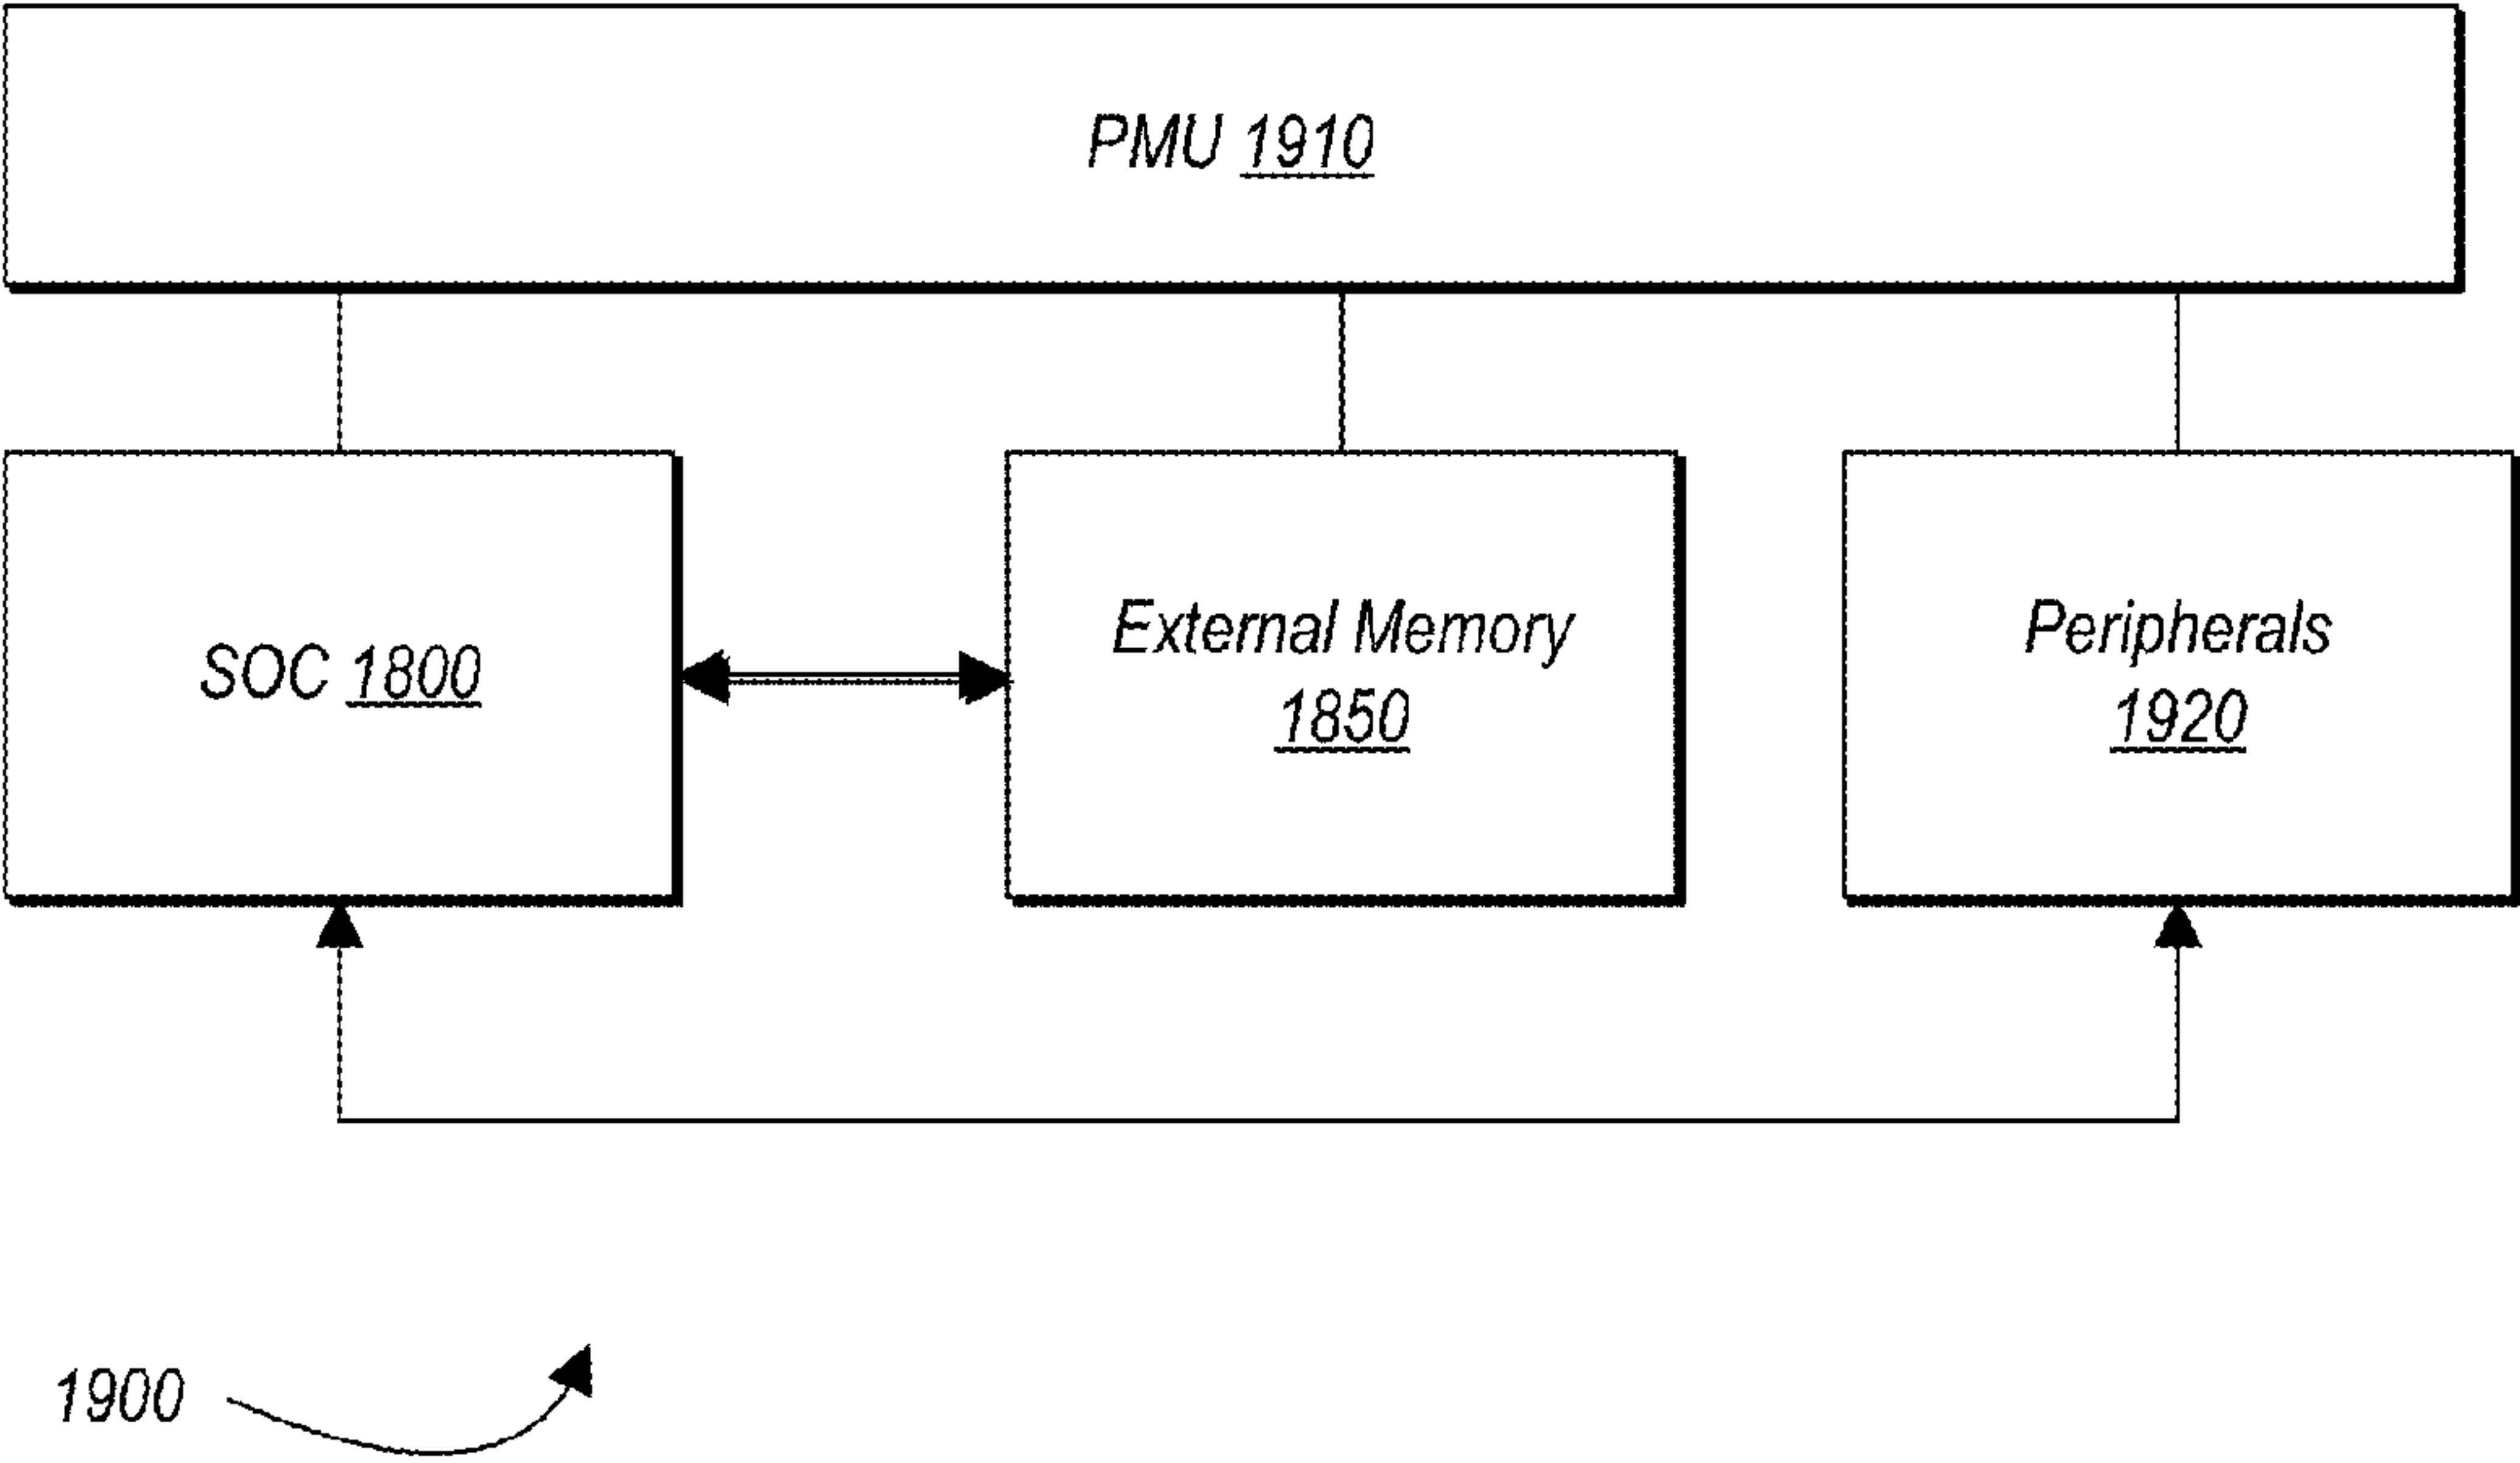 PMU 1910
SOC 1800
External Memory
1850
Peripherals
1920
1900